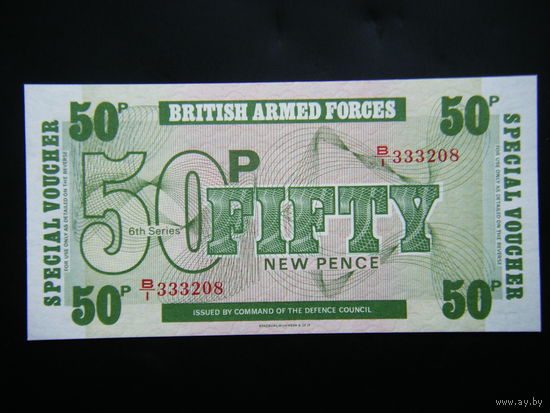 50P
BRITISH ARMED FORCES
50P
SPECIAL VOUCHER
FOR USE ONLY AS DETAILED ON THE REVERSE
B/1 333208
50P
6th Series
FIFTY
NEW PENCE
B/1 333208
SPECIAL VOUCHER
FOR USE ONLY AS DETAILED ON THE REVERSE
50P
ISSUED BY COMMAND OF THE DEFENCE COUNCIL
50P
www.ay.by